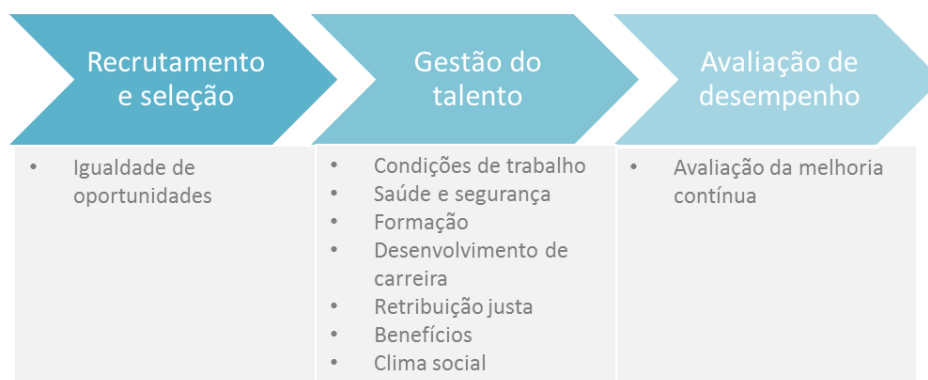 Recrutamento
e seleção
Gestão do
talento
Avaliação de
desempenho
• Igualdade de
oportunidades
• Condições de trabalho
• Saúde e segurança
• Formação
• Desenvolvimento de
carreira
• Retribuição justa
• Benefícios
• Clima social
• Avaliação da melhoria
contínua